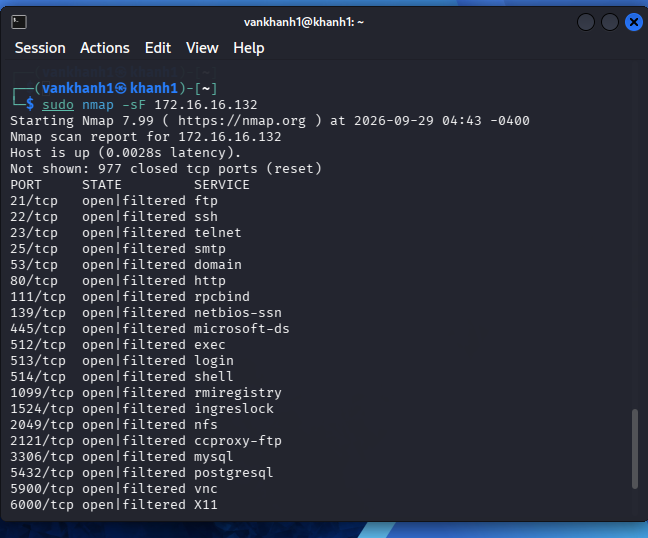 vankhanh1@khanh1: ~
Session Actions Edit View Help
┌──(vankhanh1㉿khanh1)-[~]
└─$ sudo nmap -sF 172.16.16.132
Starting Nmap 7.99 ( https://nmap.org ) at 2026-09-29 04:43 -0400
Nmap scan report for 172.16.16.132
Host is up (0.0028s latency).
Not shown: 977 closed tcp ports (reset)
PORT     STATE         SERVICE
21/tcp   open|filtered ftp
22/tcp   open|filtered ssh
23/tcp   open|filtered telnet
25/tcp   open|filtered smtp
53/tcp   open|filtered domain
80/tcp   open|filtered http
111/tcp  open|filtered rpcbind
139/tcp  open|filtered netbios-ssn
445/tcp  open|filtered microsoft-ds
512/tcp  open|filtered exec
513/tcp  open|filtered login
514/tcp  open|filtered shell
1099/tcp open|filtered rmiregistry
1524/tcp open|filtered ingreslock
2049/tcp open|filtered nfs
2121/tcp open|filtered ccproxy-ftp
3306/tcp open|filtered mysql
5432/tcp open|filtered postgresql
5900/tcp open|filtered vnc
6000/tcp open|filtered X11